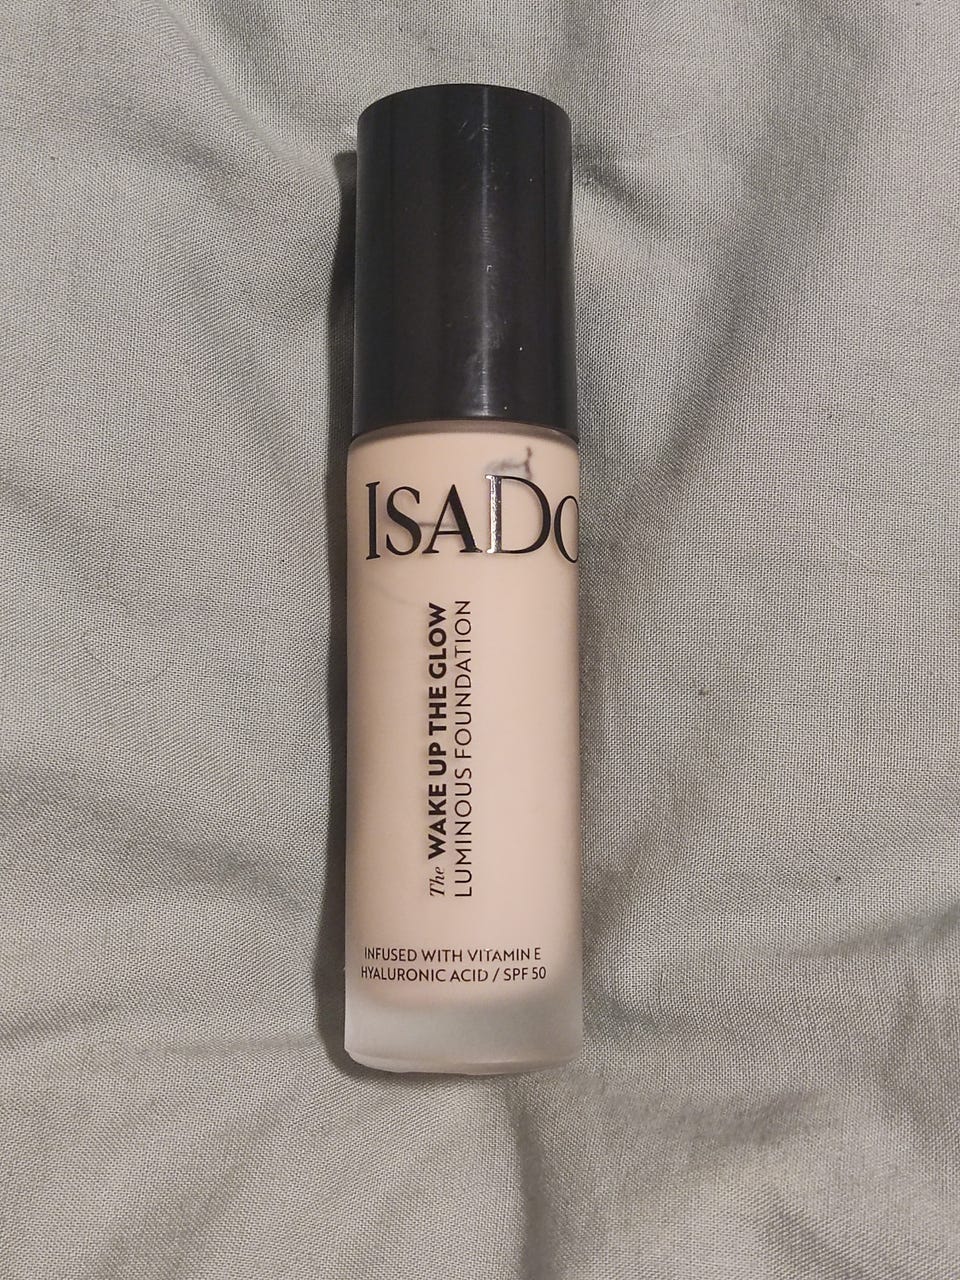 ISADO
The WAKE UP THE GLOW
LUMINOUS FOUNDATION
INFUSED WITH VITAMIN E
HYALURONIC ACID / SPF 50